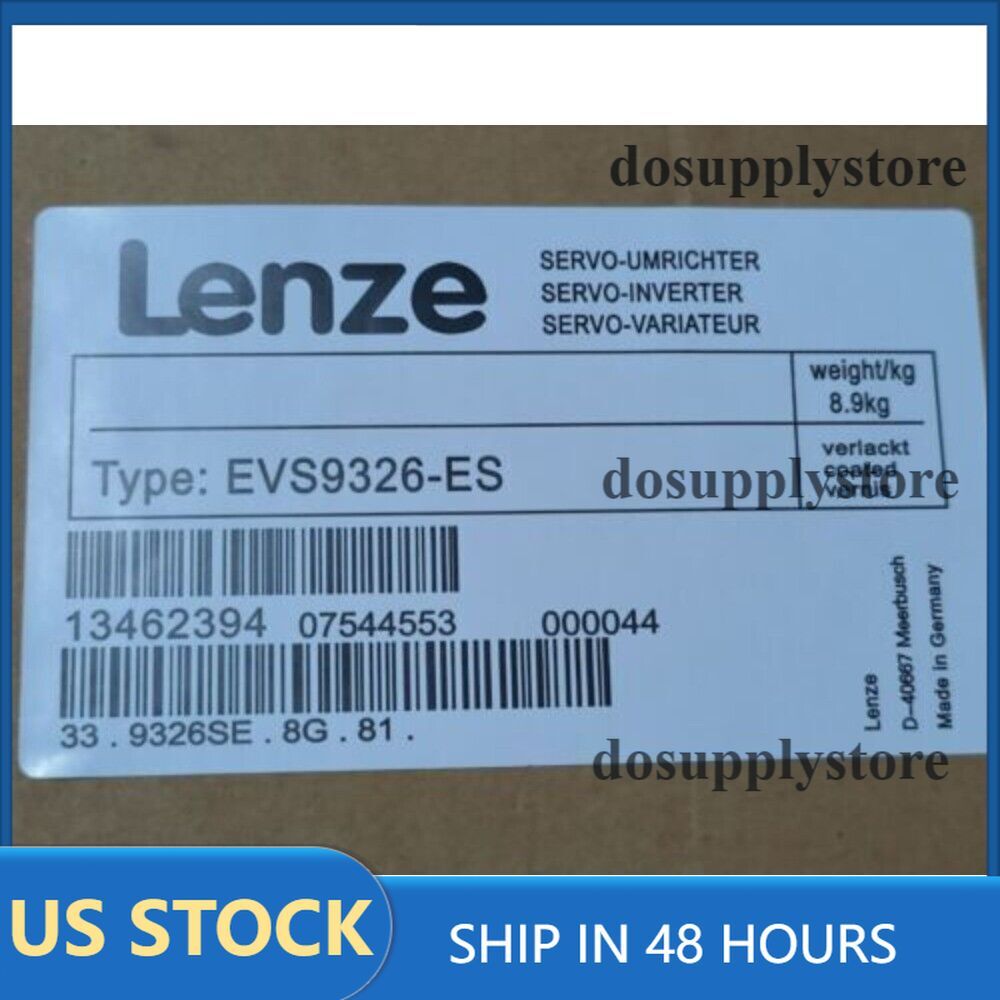 dosupplystore
Lenze
SERVO-UMRICHTER
SERVO-INVERTER
SERVO-VARIATEUR
weight/kg
8.9kg
Type: EVS9326-ES
verlackt
coated
dosupplystore
13462394 07544553 000044
33 . 9326SE . 8G . 81 .
Lenze
D-40667 Meerbusch
Made in Germany
dosupplystore
US STOCK
SHIP IN 48 HOURS